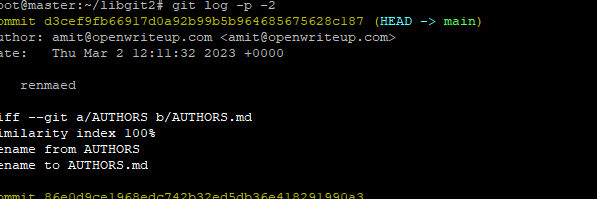 oot@master:~/libgit2# git log -p -2
ommit d3cef9fb66917d0a92b99b5b964685675628c187 (HEAD -> main)
uthor: amit@openwriteup.com <amit@openwriteup.com>
ate:   Thu Mar 2 12:11:32 2023 +0000
renmaed
iff --git a/AUTHORS b/AUTHORS.md
imilarity index 100%
ename from AUTHORS
ename to AUTHORS.md
ommit 86e0d9ce1968edc742b32ed5db36e418291990a3